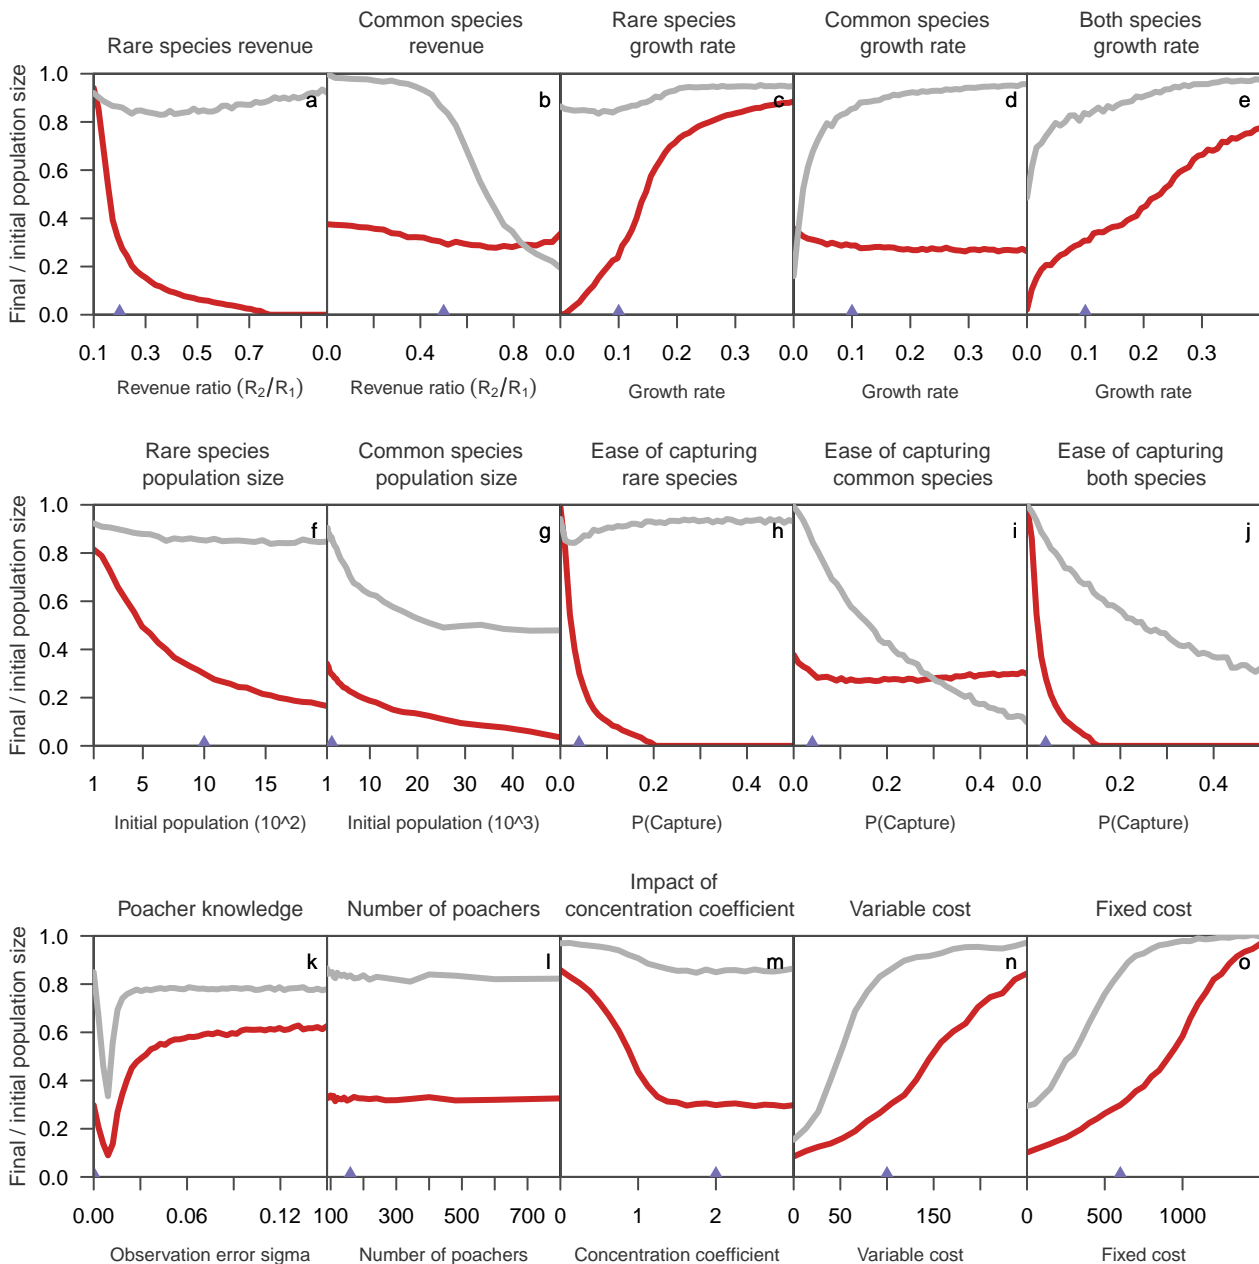 Rare species revenue
Common species
revenue
Rare species
growth rate
Common species
growth rate
Both species
growth rate
Final / initial population size
1.0
0.8
0.6
0.4
0.2
0.0
a
b
c
d
e
0.1 0.3 0.5 0.7
0.0 0.4 0.8
0.0 0.1 0.2 0.3
0.0 0.1 0.2 0.3
0.0 0.1 0.2 0.3
Revenue ratio (R₂/R₁)
Revenue ratio (R₂/R₁)
Growth rate
Growth rate
Growth rate
Rare species
population size
Common species
population size
Ease of capturing
rare species
Ease of capturing
common species
Ease of capturing
both species
Final / initial population size
1.0
0.8
0.6
0.4
0.2
0.0
f
g
h
i
j
1 5 10 15
1 10 20 30 40
0.0 0.2 0.4
0.0 0.2 0.4
0.0 0.2 0.4
Initial population (10^2)
Initial population (10^3)
P(Capture)
P(Capture)
P(Capture)
Poacher knowledge
Number of poachers
Impact of
concentration coefficient
Variable cost
Fixed cost
Final / initial population size
1.0
0.8
0.6
0.4
0.2
0.0
k
l
m
n
o
0.00 0.06 0.12
100 300 500 700
0 1 2
0 50 150
0 500 1000
Observation error sigma
Number of poachers
Concentration coefficient
Variable cost
Fixed cost